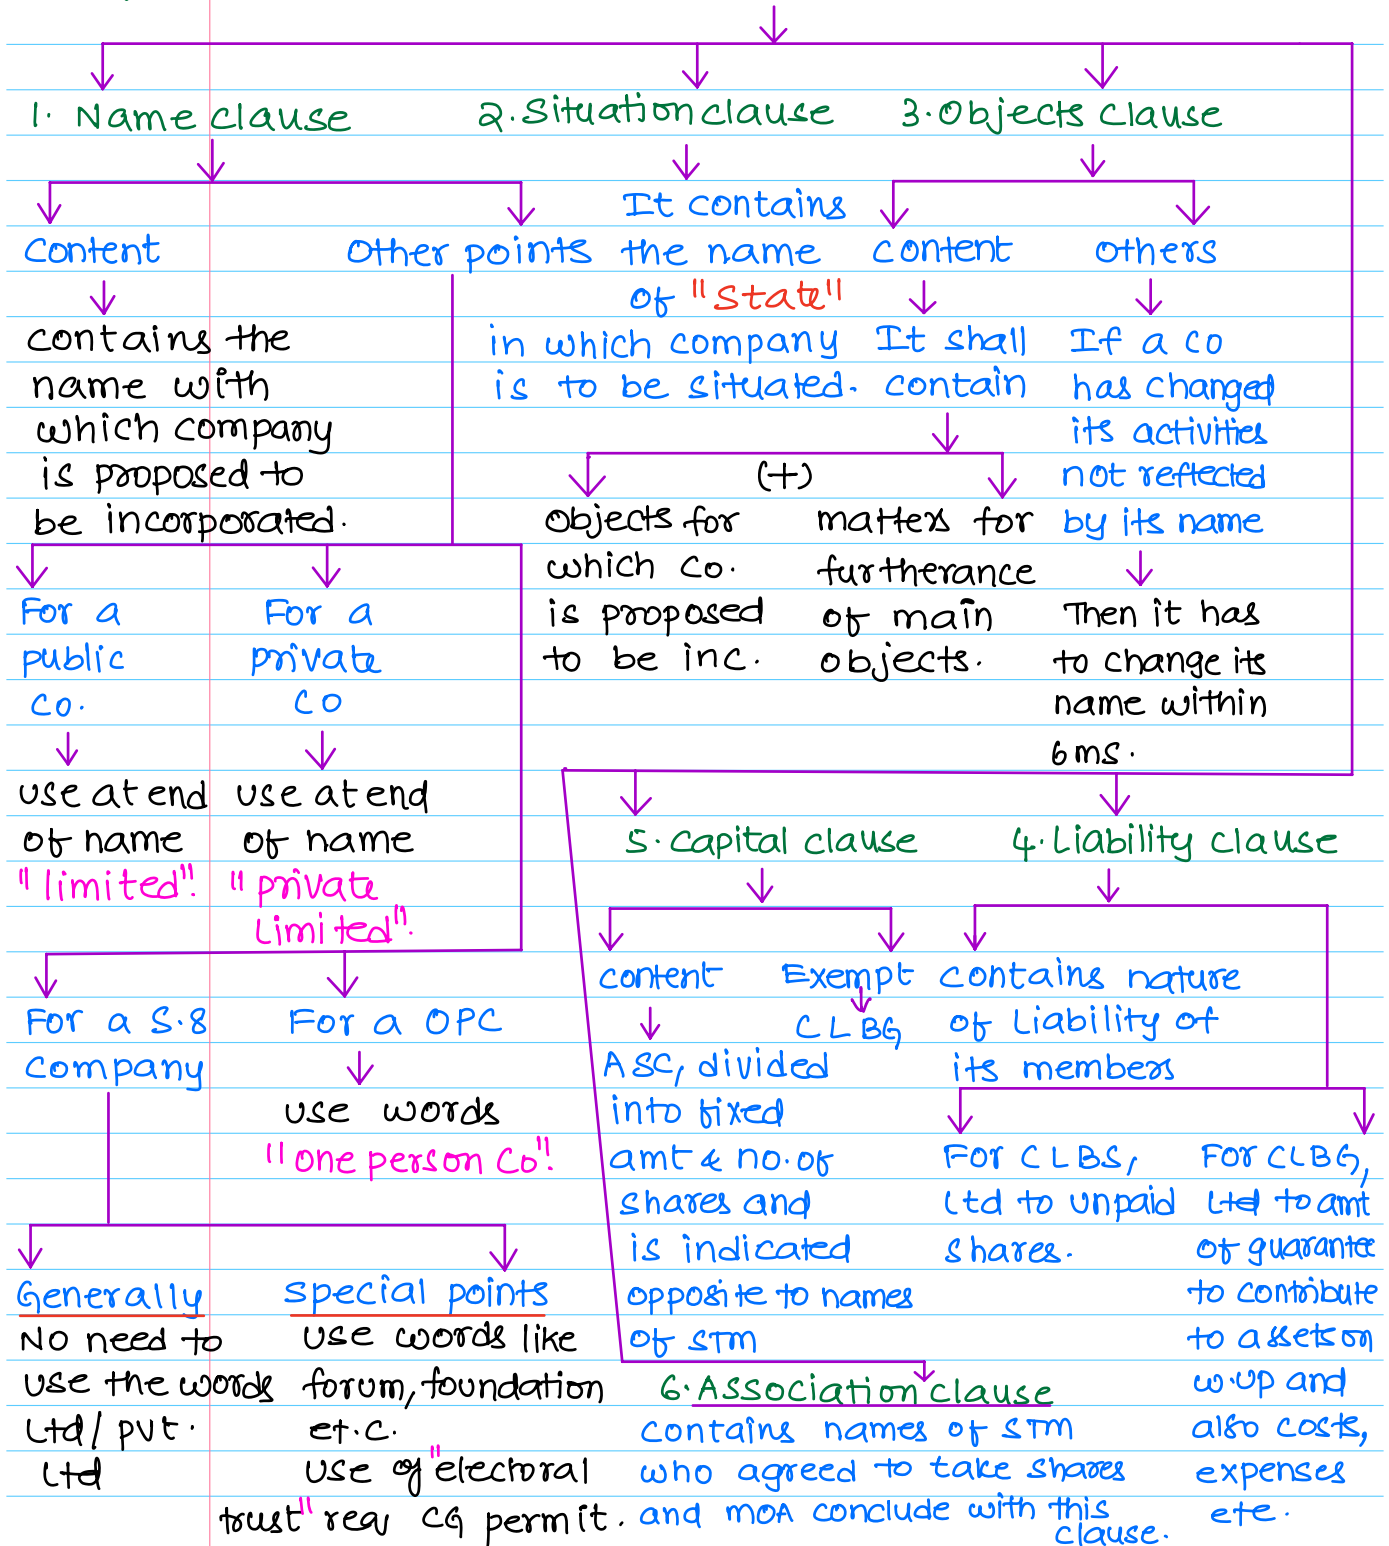 1. Name clause
Content
contains the
name with
which company
is proposed to
be incorporated.
Other points
For a
public
co.
use at end
of name
"limited".
For a
private
co
use at end
of name
"private
Limited".
For a S.8
company
Generally
No need to
use the words
Ltd/pvt.
Ltd
special points
use words like
forum, foundation
et.c.
use of "electoral
trust" req CG permit.
For a OPC
use words
"one person Co".
2. Situation clause
It contains
the name
of "State"
in which company
is to be situated.
3. Objects clause
content
It shall
contain
(+)
objects for
which co.
is proposed
to be inc.
matters for
furtherance
of main
objects.
others
If a co
has changed
its activities
not reflected
by its name
Then it has
to change its
name within
6ms.
4. Liability clause
contains nature
of Liability of
its members
For CLBS,
Ltd to unpaid
shares.
For CLBG,
Ltd to amt
of guarantee
to contribute
to assets on
w.up and
also costs,
expenses
etc.
5. capital clause
content
ASC, divided
into fixed
amt & no. of
shares and
is indicated
opposite to names
of STM
Exempt
CLBG
6. Association clause
contains names of STM
who agreed to take shares
and MOA conclude with this
clause.